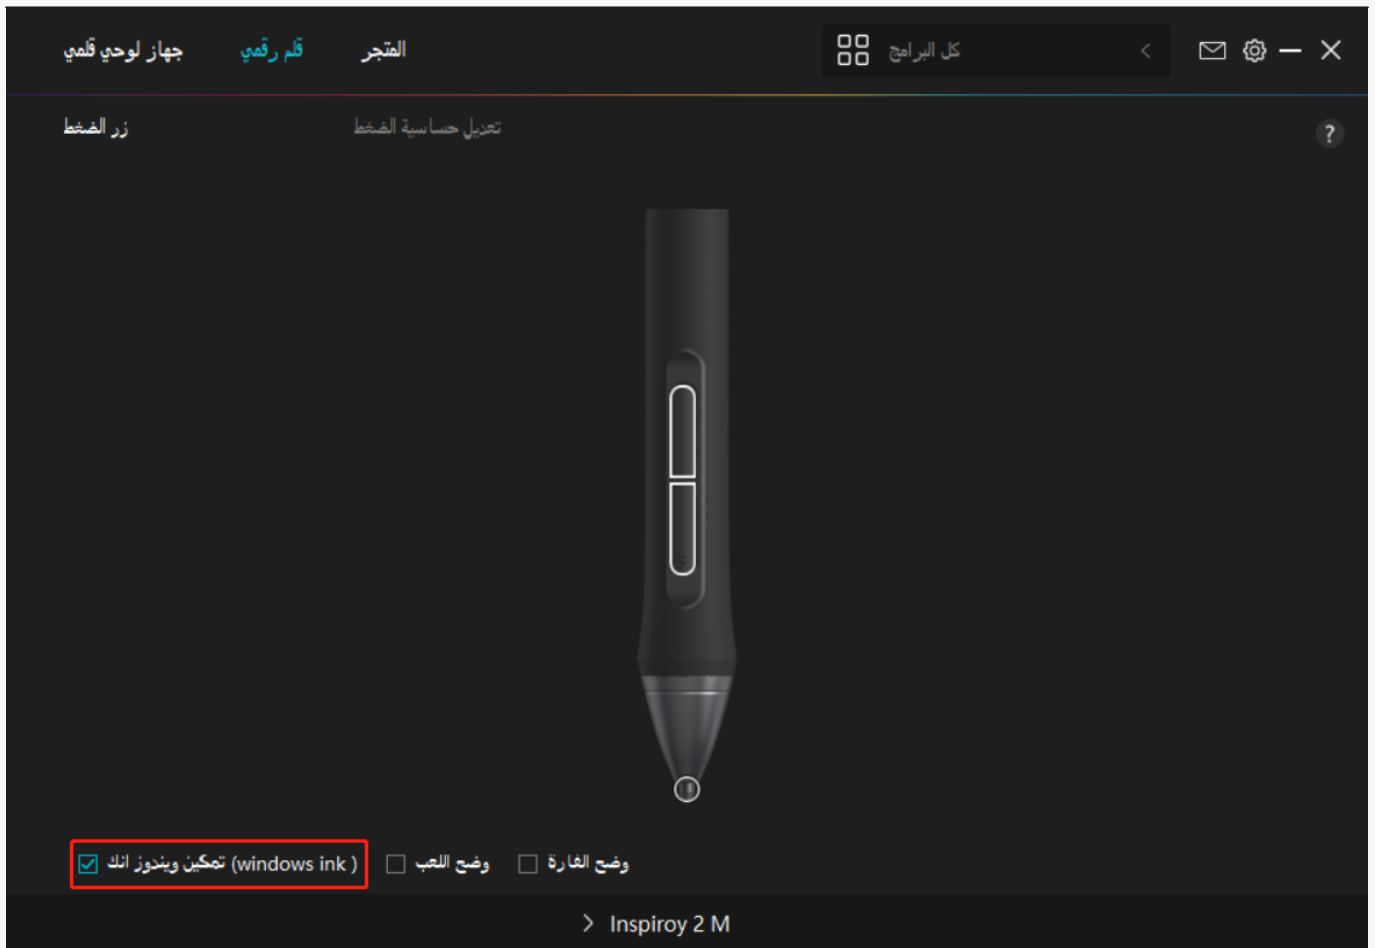 جهاز لوحي قلمي
قلم رقمي
المتجر
كل البرامج
زر الضغط
تعديل حساسية الضغط
?
تمكين ويندوز انك (windows ink )
وضع اللعب
وضع الفارة
Inspiroy 2 M